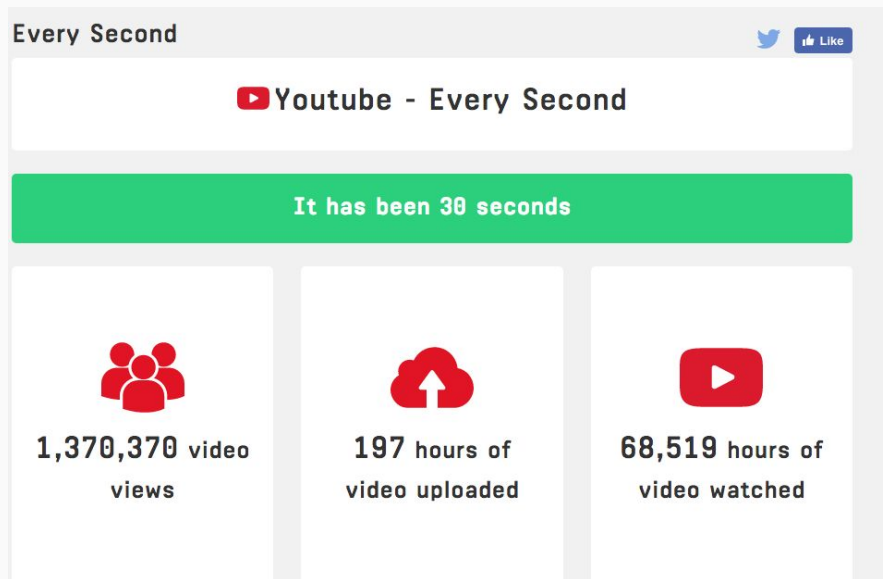 Every Second
Like
Youtube - Every Second
It has been 30 seconds
1,370,370 video
views
197 hours of
video uploaded
68,519 hours of
video watched